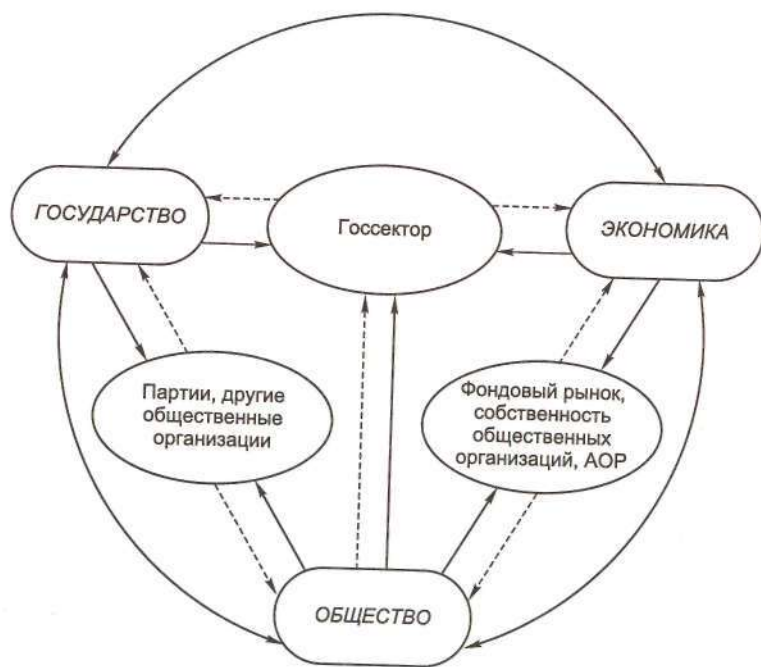 ГОСУДАРСТВО
Госсектор
ЭКОНОМИКА
Партии, другие
общественные
организации
Фондовый рынок,
собственность
общественных
организаций, АОР
ОБЩЕСТВО